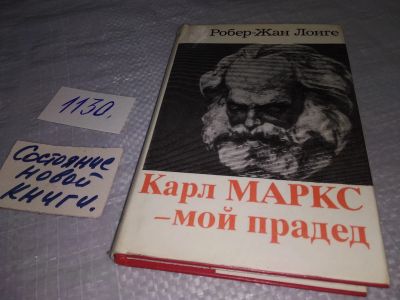 Робер-Жан Лонге
Карл МАРКС
–мой прадед
1130.
Состояние
новой
книги.